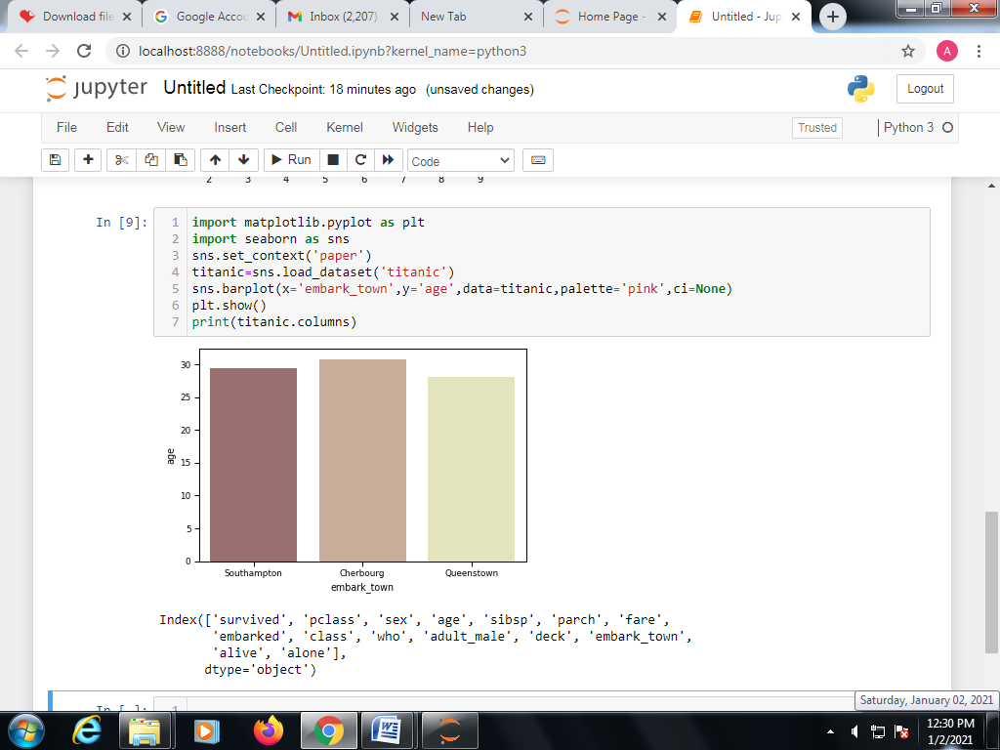 Download file
Google Accou
Inbox (2,207)
New Tab
Home Page -
Untitled - Jup
localhost:8888/notebooks/Untitled.ipynb?kernel_name=python3
A
jupyter Untitled Last Checkpoint: 18 minutes ago (unsaved changes)
Logout
File Edit View Insert Cell Kernel Widgets Help
Trusted
Python 3
Run
Code
2 3 4 5 6 7 8 9
In [9]:
1 import matplotlib.pyplot as plt
2 import seaborn as sns
3 sns.set_context('paper')
4 titanic=sns.load_dataset('titanic')
5 sns.barplot(x='embark_town',y='age',data=titanic,palette='pink',ci=None)
6 plt.show()
7 print(titanic.columns)
30
25
20
15
10
5
0
age
Southampton Cherbourg Queenstown
embark_town
Index(['survived', 'pclass', 'sex', 'age', 'sibsp', 'parch', 'fare',
'embarked', 'class', 'who', 'adult_male', 'deck', 'embark_town',
'alive', 'alone'],
dtype='object')
In [ ]:
1
Saturday, January 02, 2021
12:30 PM
1/2/2021